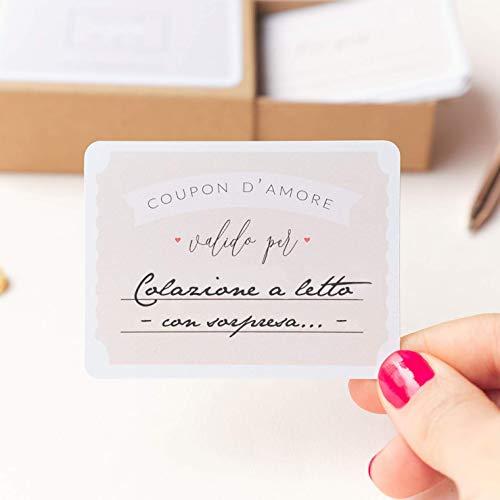 COUPON D'AMORE
valido per
Colazione a letto
- con sorpresa... -